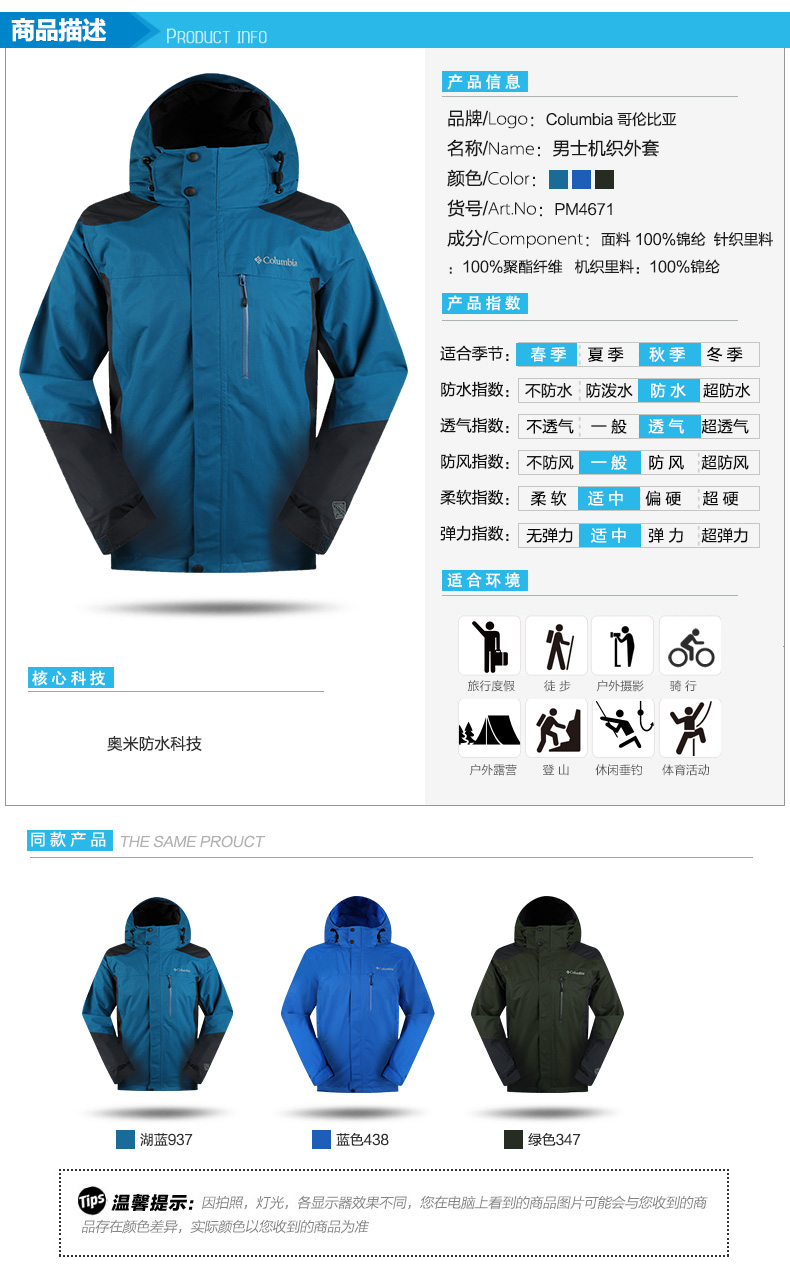 商品描述 PRODUCT INFO
Columbia
产品信息
品牌/Logo：Columbia 哥伦比亚
名称/Name：男士机织外套
颜色/Color：
货号/Art.No：PM4671
成分/Component：面料 100%锦纶 针织里料
：100%聚酯纤维 机织里料：100%锦纶
产品指数
适合季节：春季 夏季 秋季 冬季
防水指数：不防水 防泼水 防水 超防水
透气指数：不透气 一般 透气 超透气
防风指数：不防风 一般 防风 超防风
柔软指数：柔软 适中 偏硬 超硬
弹力指数：无弹力 适中 弹力 超弹力
适合环境
旅行度假 徒步 户外摄影 骑行
户外露营 登山 休闲垂钓 体育活动
核心科技
奥米防水科技
同款产品 THE SAME PROUCT
Columbia Columbia Columbia
湖蓝937 蓝色438 绿色347
Tips 温馨提示：因拍照，灯光，各显示器效果不同，您在电脑上看到的商品图片可能会与您收到的商
品存在颜色差异，实际颜色以您收到的商品为准